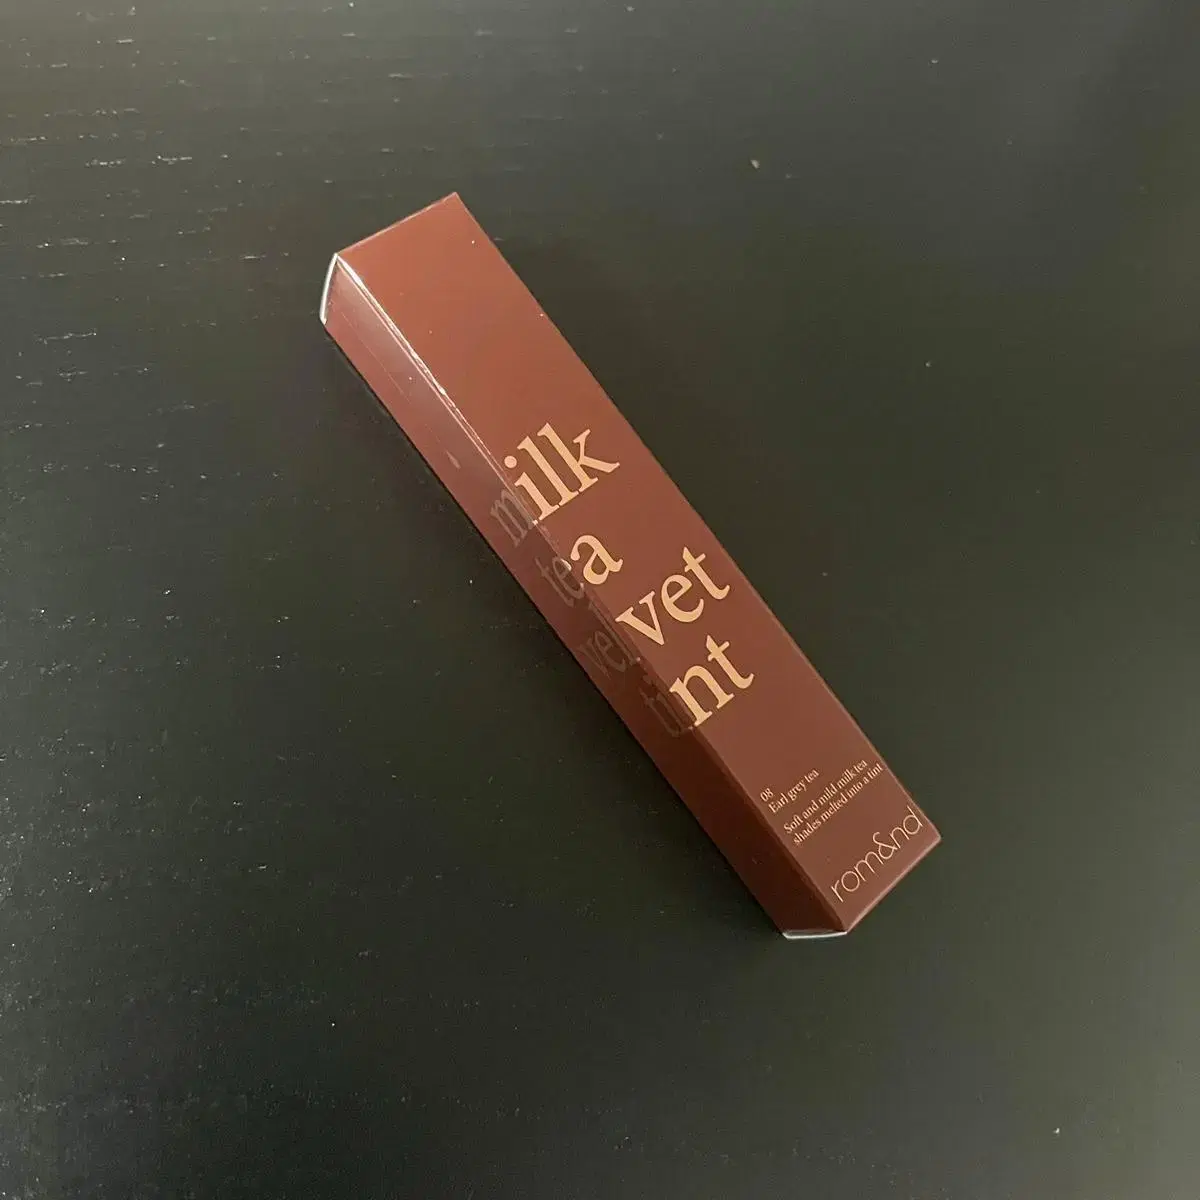 milk
tea
velvet
tint
08
Earl grey tea
Soft and mild milk tea
shades melted into a tint
rom&nd